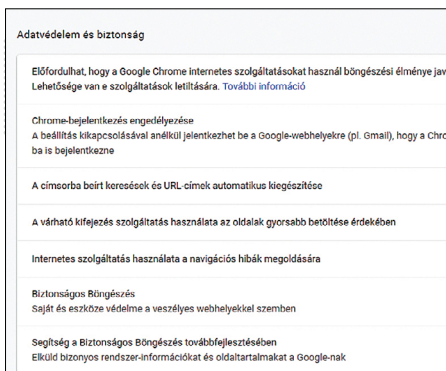 Adatvédelem és biztonság
Előfordulhat, hogy a Google Chrome internetes szolgáltatásokat használ böngészési élménye jav
Lehetősége van e szolgáltatások letiltására. További információ
Chrome-bejelentkezés engedélyezése
A beállítás kikapcsolásával anélkül jelentkezhet be a Google-webhelyekre (pl. Gmail), hogy a Chro
ba is bejelentkezne
A címsorba beírt keresések és URL-címek automatikus kiegészítése
A várható kifejezés szolgáltatás használata az oldalak gyorsabb betöltése érdekében
Internetes szolgáltatás használata a navigációs hibák megoldására
Biztonságos Böngészés
Saját és eszköze védelme a veszélyes webhelyekkel szemben
Segítség a Biztonságos Böngészés továbbfejlesztésében
Elküld bizonyos rendszer-információkat és oldaltartalmakat a Google-nak